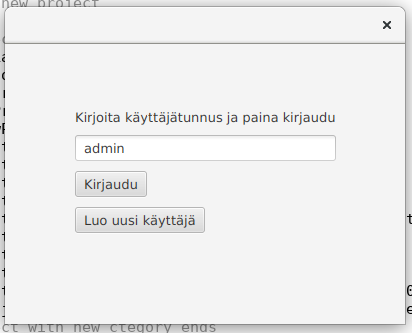 new project
Kirjoita käyttäjätunnus ja paina kirjaudu
admin
Kirjaudu
Luo uusi käyttäjä
ct with new ctegory ends